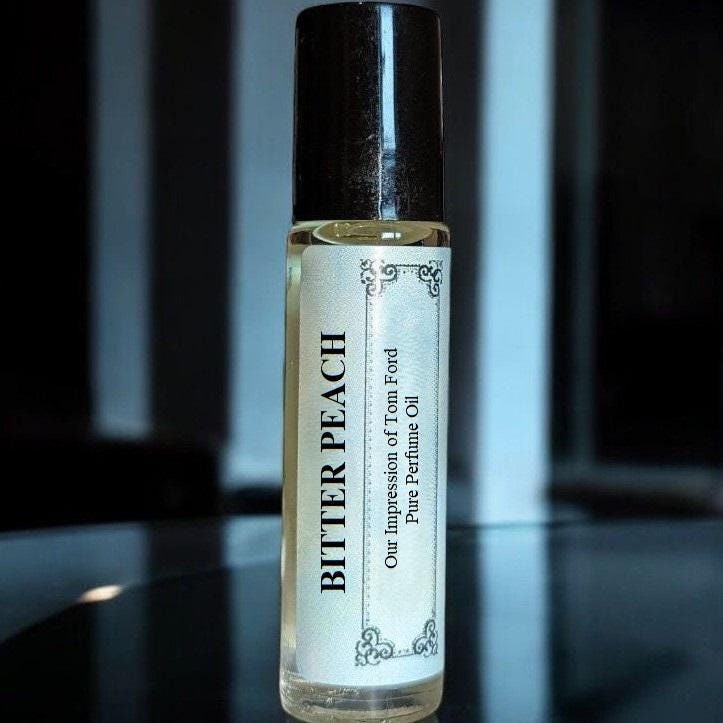 BITTER PEACH
Our Impression of Tom Ford
Pure Perfume Oil